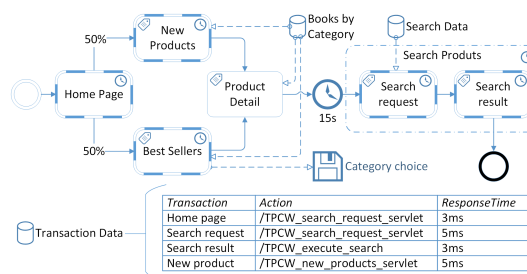 50%
New
Products
Books by
Category
Search Data
Search Produts
Home Page
Product
Detail
15s
Search
request
Search
result
50%
Best Sellers
Category choice
Transaction Data
Transaction Action ResponseTime
Home page /TPCW_search_request_servlet 3ms
Search request /TPCW_search_request_servlet 5ms
Search result /TPCW_execute_search 3ms
New product /TPCW_new_products_servlet 5ms